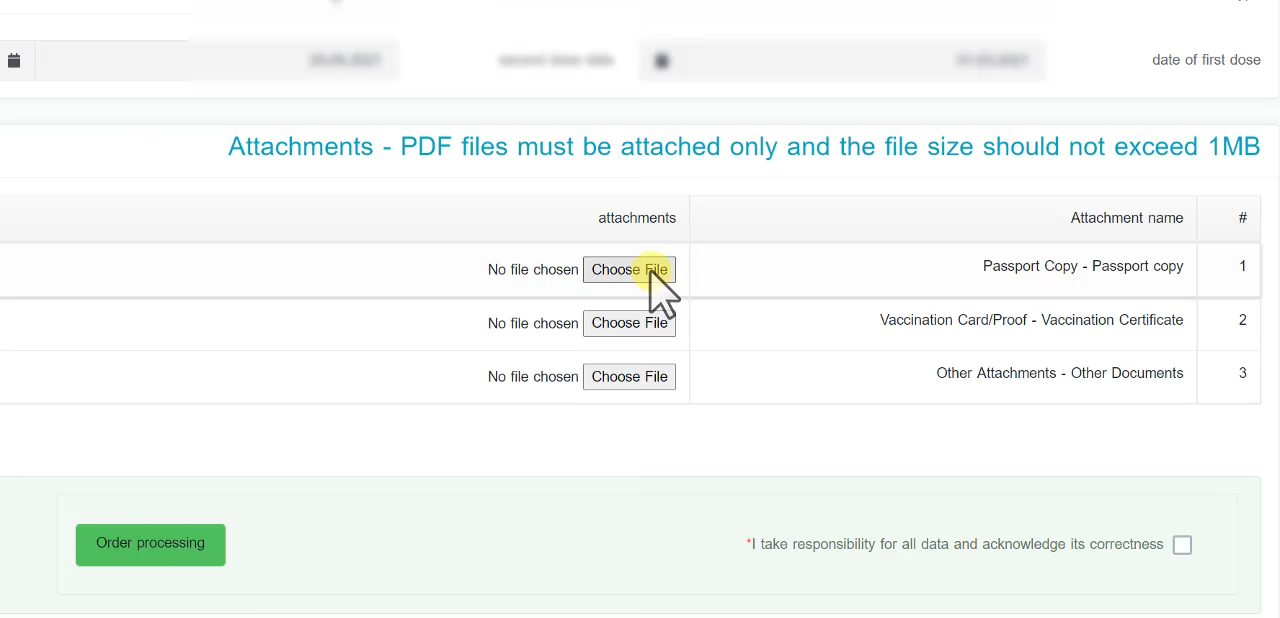 date of first dose
Attachments - PDF files must be attached only and the file size should not exceed 1MB
# Attachment name attachments
1 Passport Copy - Passport copy Choose File No file chosen
2 Vaccination Card/Proof - Vaccination Certificate Choose File No file chosen
3 Other Attachments - Other Documents Choose File No file chosen
*I take responsibility for all data and acknowledge its correctness
Order processing